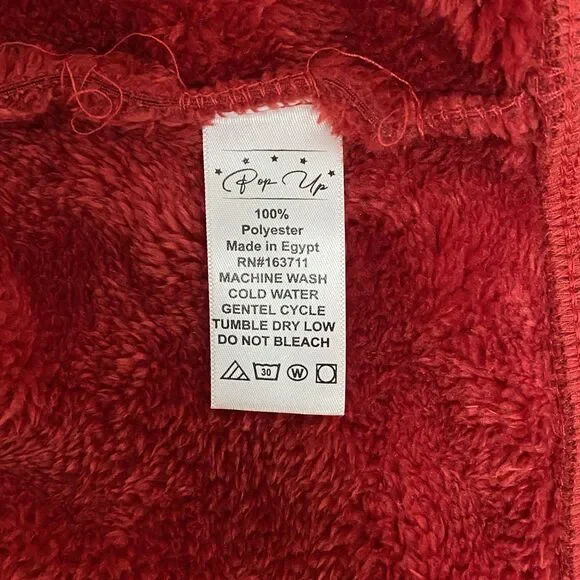 Pop Up
100%
Polyester
Made in Egypt
RN#163711
MACHINE WASH
COLD WATER
GENTEL CYCLE
TUMBLE DRY LOW
DO NOT BLEACH
30 W